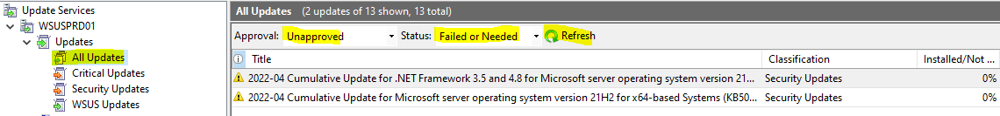 Update Services
WSUSPRD01
Updates
All Updates
Critical Updates
Security Updates
WSUS Updates
All Updates (2 updates of 13 shown, 13 total)
Approval: Unapproved Status: Failed or Needed Refresh
Title Classification Installed/Not ...
2022-04 Cumulative Update for .NET Framework 3.5 and 4.8 for Microsoft server operating system version 21... Security Updates 0%
2022-04 Cumulative Update for Microsoft server operating system version 21H2 for x64-based Systems (KB50... Security Updates 0%